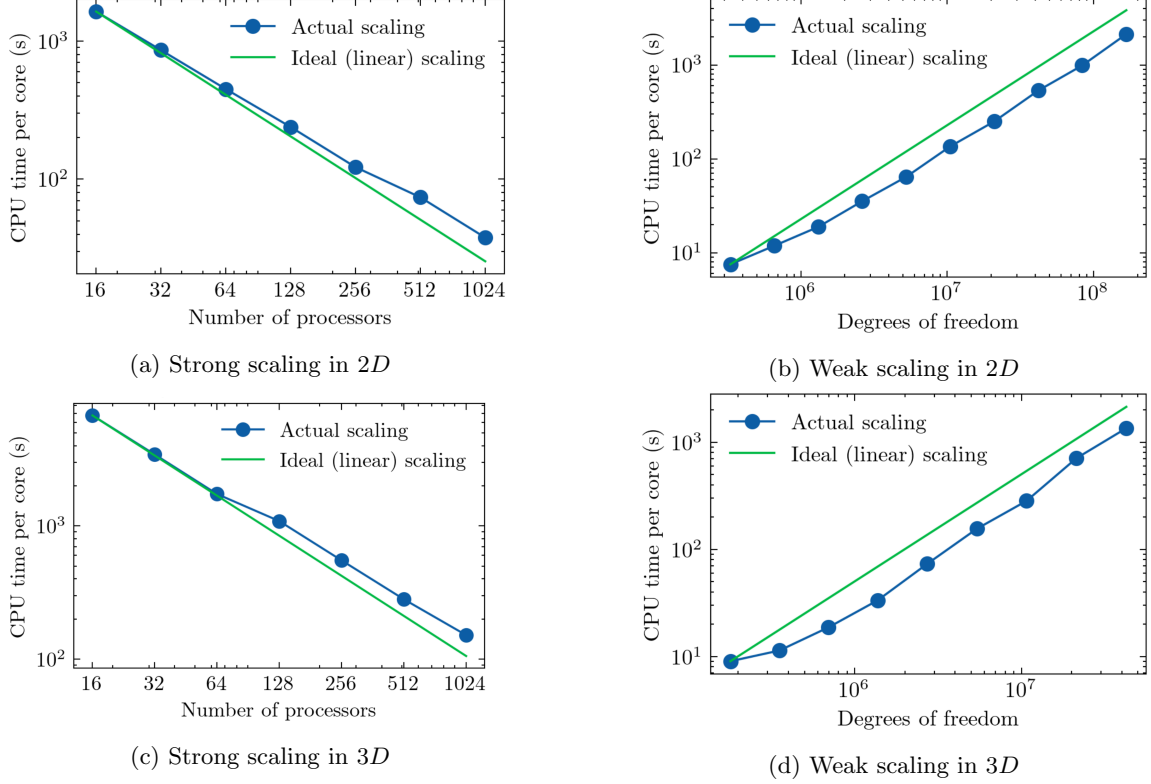 CPU time per core (s)
10³
10²
Actual scaling
Ideal (linear) scaling
16 32 64 128 256 512 1024
Number of processors
(a) Strong scaling in 2D
CPU time per core (s)
10³
10²
10¹
Actual scaling
Ideal (linear) scaling
10⁶ 10⁷ 10⁸
Degrees of freedom
(b) Weak scaling in 2D
CPU time per core (s)
10³
10²
Actual scaling
Ideal (linear) scaling
16 32 64 128 256 512 1024
Number of processors
(c) Strong scaling in 3D
CPU time per core (s)
10³
10²
10¹
Actual scaling
Ideal (linear) scaling
10⁶ 10⁷
Degrees of freedom
(d) Weak scaling in 3D